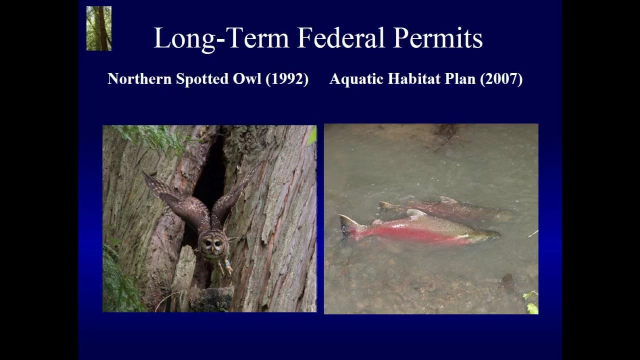 Long-Term Federal Permits
Northern Spotted Owl (1992) Aquatic Habitat Plan (2007)